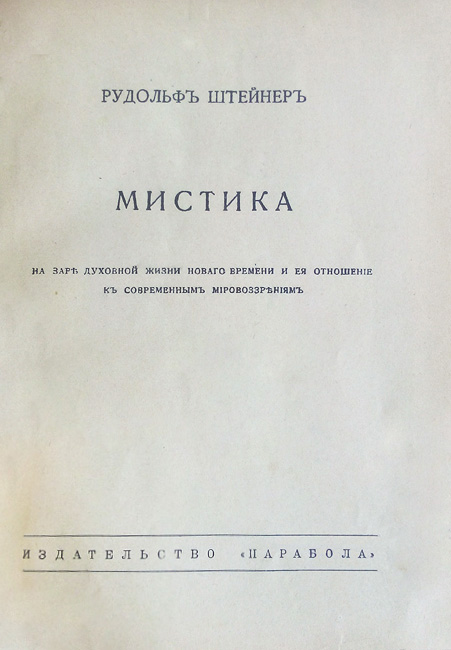 РУДОЛЬФЪ ШТЕЙНЕРЪ
МИСТИКА
НА ЗАРѢ ДУХОВНОЙ ЖИЗНИ НОВАГО ВРЕМЕНИ И ЕЯ ОТНОШЕНІЕ
КЪ СОВРЕМЕННЫМЪ МІРОВОЗЗРѢНІЯМЪ
ИЗДАТЕЛЬСТВО «ПАРАБОЛА»